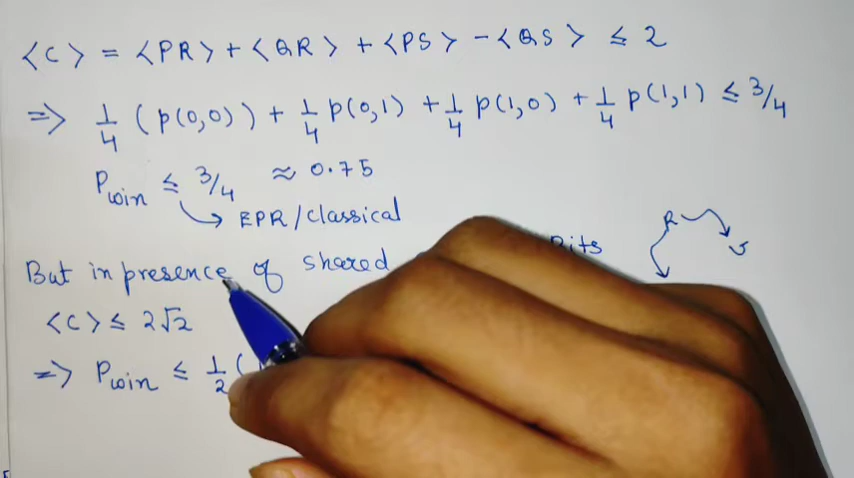 <C> = <PR> + <QR> + <PS> - <QS> ≤ 2
=> 1/4 (p(0,0)) + 1/4 p(0,1) + 1/4 p(1,0) + 1/4 p(1,1) ≤ 3/4
Pwin ≤ 3/4 ≈ 0.75
EPR/classical
R
S
But in presence of shared Bits
<C> ≤ 2√2
=> Pwin ≤ 1/2 (